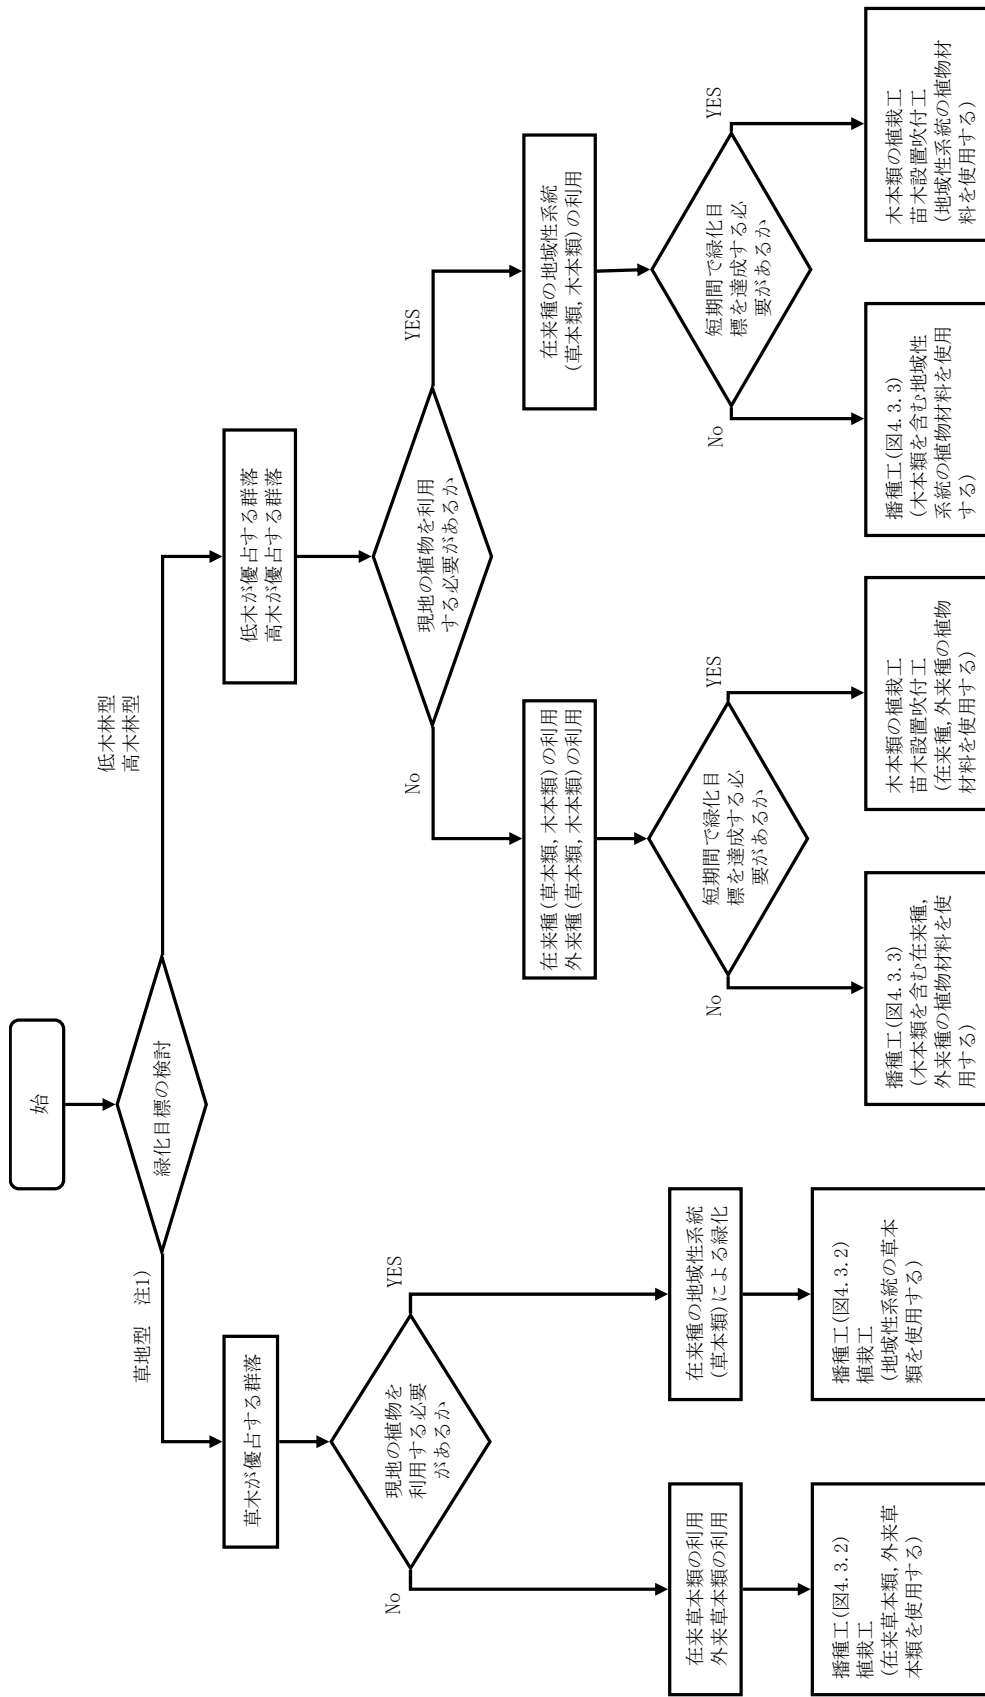 始
緑化目標の検討
草地型　注1)
低木林型
高木林型
草木が優占する群落
低木が優占する群落
高木が優占する群落
現地の植物を
利用する必要
があるか
現地の植物を利用
する必要があるか
No
YES
No
YES
在来種(草本類,木本類)の利用
外来種(草本類,木本類)の利用
在来種の地域性系統
(草本類,木本類)の利用
短期間で緑化目
標を達成する必
要があるか
短期間で緑化目
標を達成する必
要があるか
No
YES
No
YES
在来草本類の利用
外来草本類の利用
在来種の地域性系統
(草本類)による緑化
播種工(図4.3.2)
植栽工
(在来草本類,外来草
本類を使用する)
播種工(図4.3.2)
植栽工
(地域性系統の草本
類を使用する)
播種工(図4.3.3)
(木本類を含む在来種,
外来種の植物材料を使
用する)
木本類の植栽工
苗木設置吹付工
(在来種,外来種の植物
材料を使用する)
播種工(図4.3.3)
(木本類を含む地域性
系統の植物材料を使用
する)
木本類の植栽工
苗木設置吹付工
(地域性系統の植物材
料を使用する)